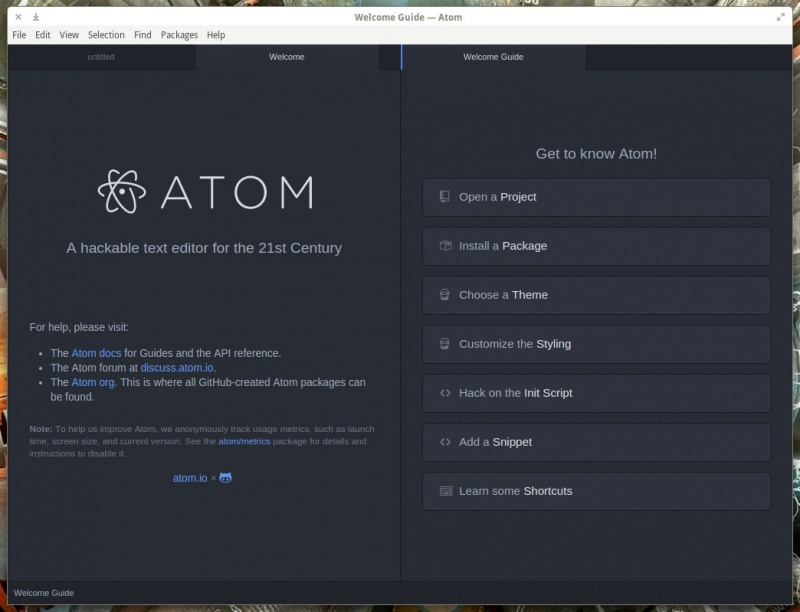 Welcome Guide — Atom
File Edit View Selection Find Packages Help
untitled
Welcome
Welcome Guide
ATOM
A hackable text editor for the 21st Century
For help, please visit:
• The Atom docs for Guides and the API reference.
• The Atom forum at discuss.atom.io.
• The Atom org. This is where all GitHub-created Atom packages can
be found.
Note: To help us improve Atom, we anonymously track usage metrics, such as launch
time, screen size, and current version. See the atom/metrics package for details and
instructions to disable it.
atom.io ×
Get to know Atom!
Open a Project
Install a Package
Choose a Theme
Customize the Styling
Hack on the Init Script
Add a Snippet
Learn some Shortcuts
Welcome Guide